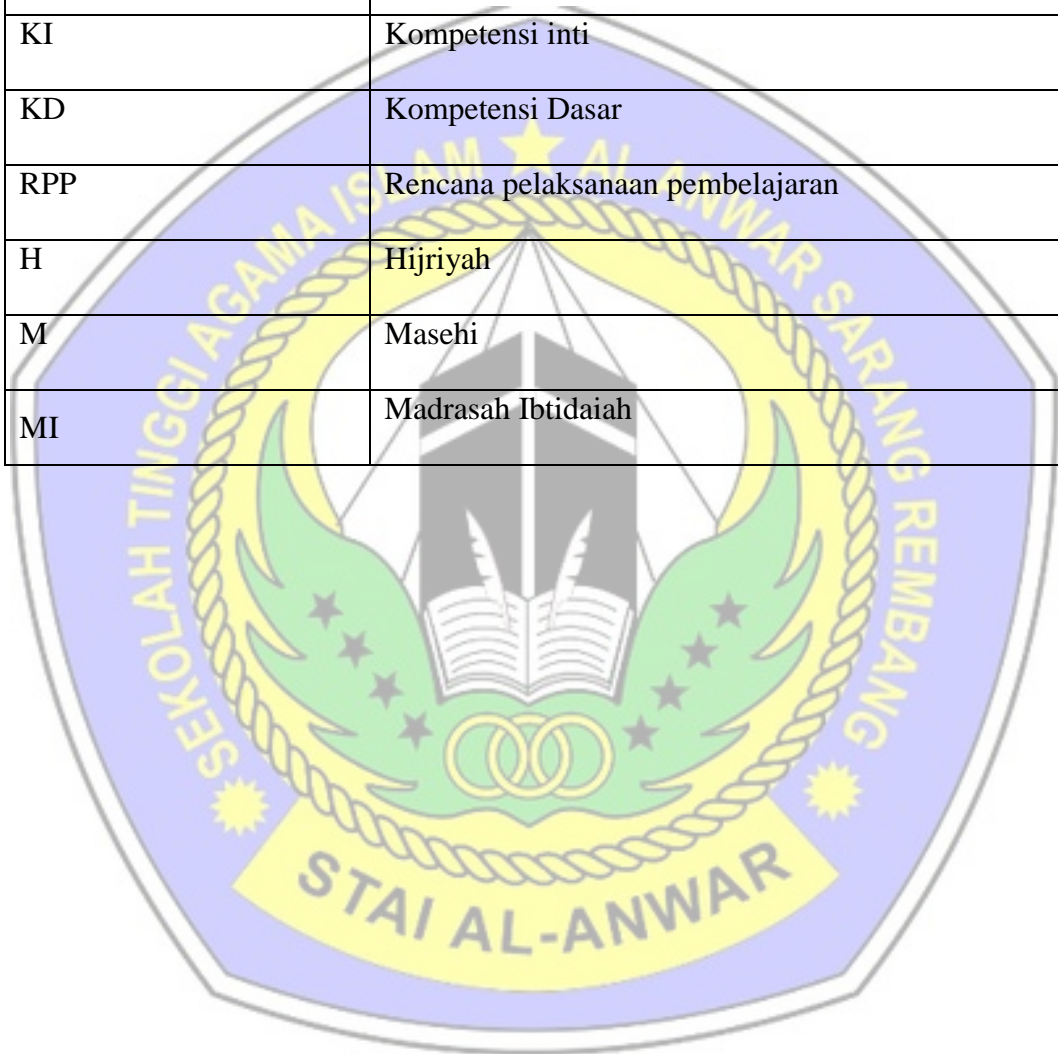 KI Kompetensi inti
KD Kompetensi Dasar
RPP Rencana pelaksanaan pembelajaran
H Hijriyah
M Masehi
MI Madrasah Ibtidaiah
SEKOLAH TINGGI AGAMA ISLAM AL ANWAR SARANG REMBANG
STAI AL-ANWAR